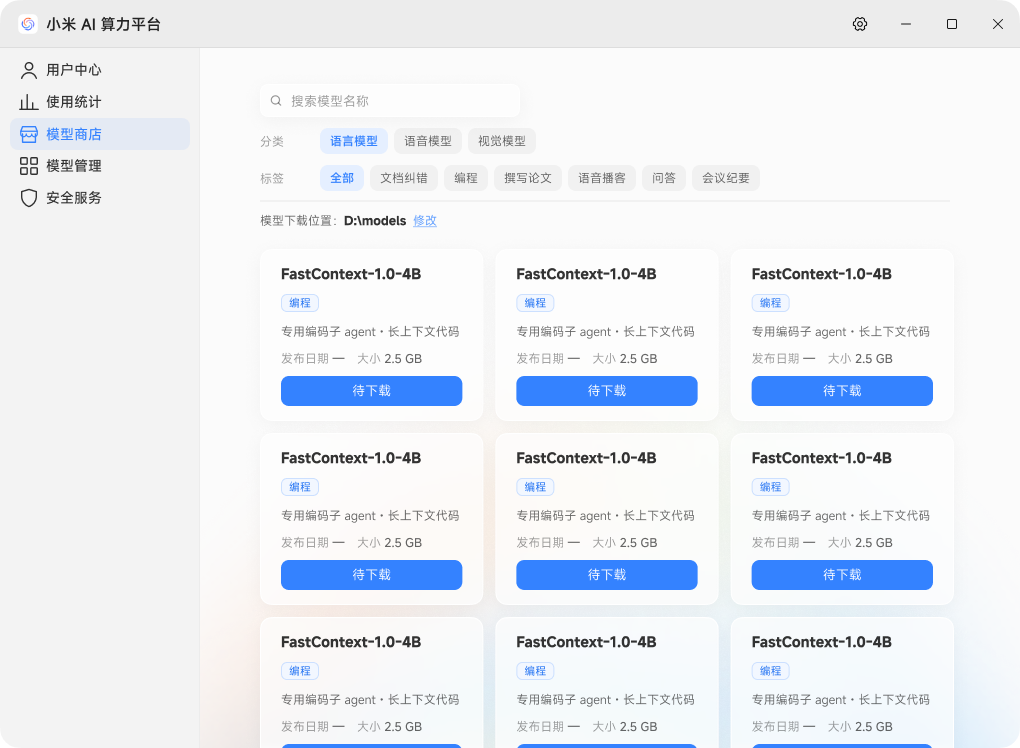 小米 AI 算力平台
用户中心
使用统计
模型商店
模型管理
安全服务
搜索模型名称
分类 语言模型 语音模型 视觉模型
标签 全部 文档纠错 编程 撰写论文 语音播客 问答 会议纪要
模型下载位置： D:\models 修改
FastContext-1.0-4B
编程
专用编码子 agent・长上下文代码
发布日期 一 大小 2.5 GB
待下载
FastContext-1.0-4B
编程
专用编码子 agent・长上下文代码
发布日期 一 大小 2.5 GB
待下载
FastContext-1.0-4B
编程
专用编码子 agent・长上下文代码
发布日期 一 大小 2.5 GB
待下载
FastContext-1.0-4B
编程
专用编码子 agent・长上下文代码
发布日期 一 大小 2.5 GB
待下载
FastContext-1.0-4B
编程
专用编码子 agent・长上下文代码
发布日期 一 大小 2.5 GB
待下载
FastContext-1.0-4B
编程
专用编码子 agent・长上下文代码
发布日期 一 大小 2.5 GB
待下载
FastContext-1.0-4B
编程
专用编码子 agent・长上下文代码
发布日期 一 大小 2.5 GB
FastContext-1.0-4B
编程
专用编码子 agent・长上下文代码
发布日期 一 大小 2.5 GB
FastContext-1.0-4B
编程
专用编码子 agent・长上下文代码
发布日期 一 大小 2.5 GB